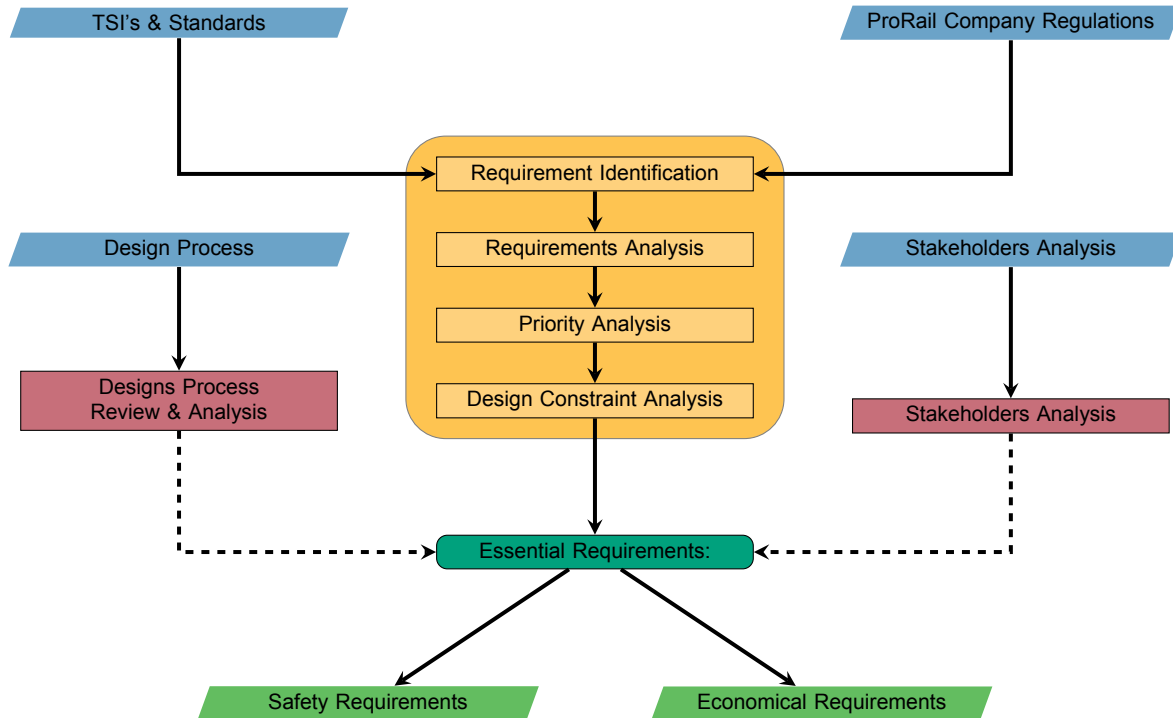 TSI's & Standards
ProRail Company Regulations
Requirement Identification
Design Process
Requirements Analysis
Stakeholders Analysis
Priority Analysis
Designs Process
Review & Analysis
Design Constraint Analysis
Stakeholders Analysis
Essential Requirements:
Safety Requirements
Economical Requirements